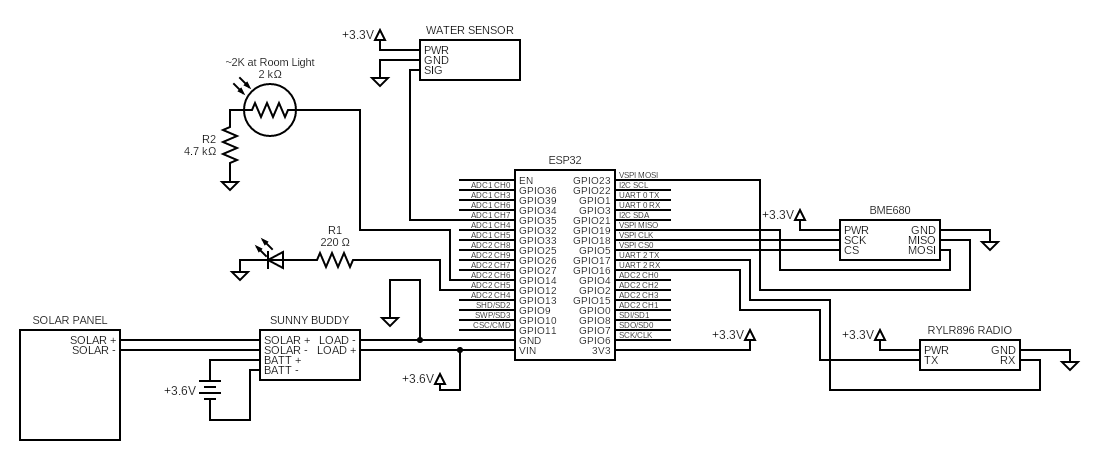 WATER SENSOR
+3.3V
PWR
GND
SIG
~2K at Room Light
2 kΩ
R2
4.7 kΩ
ESP32
EN
ADC1 CH0 GPIO36
ADC1 CH3 GPIO39
ADC1 CH6 GPIO34
ADC1 CH7 GPIO35
ADC1 CH4 GPIO32
ADC1 CH5 GPIO33
ADC2 CH8 GPIO25
ADC2 CH9 GPIO26
ADC2 CH7 GPIO27
ADC2 CH6 GPIO14
ADC2 CH5 GPIO12
ADC2 CH4 GPIO13
SHD/SD2 GPIO9
SWP/SD3 GPIO10
CSC/CMD GPIO11
GND
VIN
GPIO23 VSPI MOSI
GPIO22 I2C SCL
GPIO1 UART 0 TX
GPIO3 UART 0 RX
GPIO21 I2C SDA
GPIO19 VSPI MISO
GPIO18 VSPI CLK
GPIO5 VSPI CS0
GPIO17 UART 2 TX
GPIO16 UART 2 RX
GPIO4 ADC2 CH0
GPIO2 ADC2 CH2
GPIO15 ADC2 CH3
GPIO0 ADC2 CH1
GPIO8 SDI/SD1
GPIO7 SDO/SD0
GPIO6 SCK/CLK
3V3
+3.3V
BME680
+3.3V
PWR GND
SCK MISO
CS MOSI
R1
220 Ω
SOLAR PANEL
SOLAR +
SOLAR -
SUNNY BUDDY
SOLAR + LOAD -
SOLAR - LOAD +
BATT +
BATT -
+3.6V
+3.6V
RYLR896 RADIO
+3.3V
PWR GND
TX RX